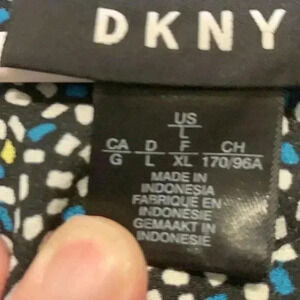 DKNY
US
L
CA D F CH
G L XL 170/96A
MADE IN
INDONESIA
FABRIQUÉ EN
INDONÉSIE
GEMAAKT IN
INDONESIE